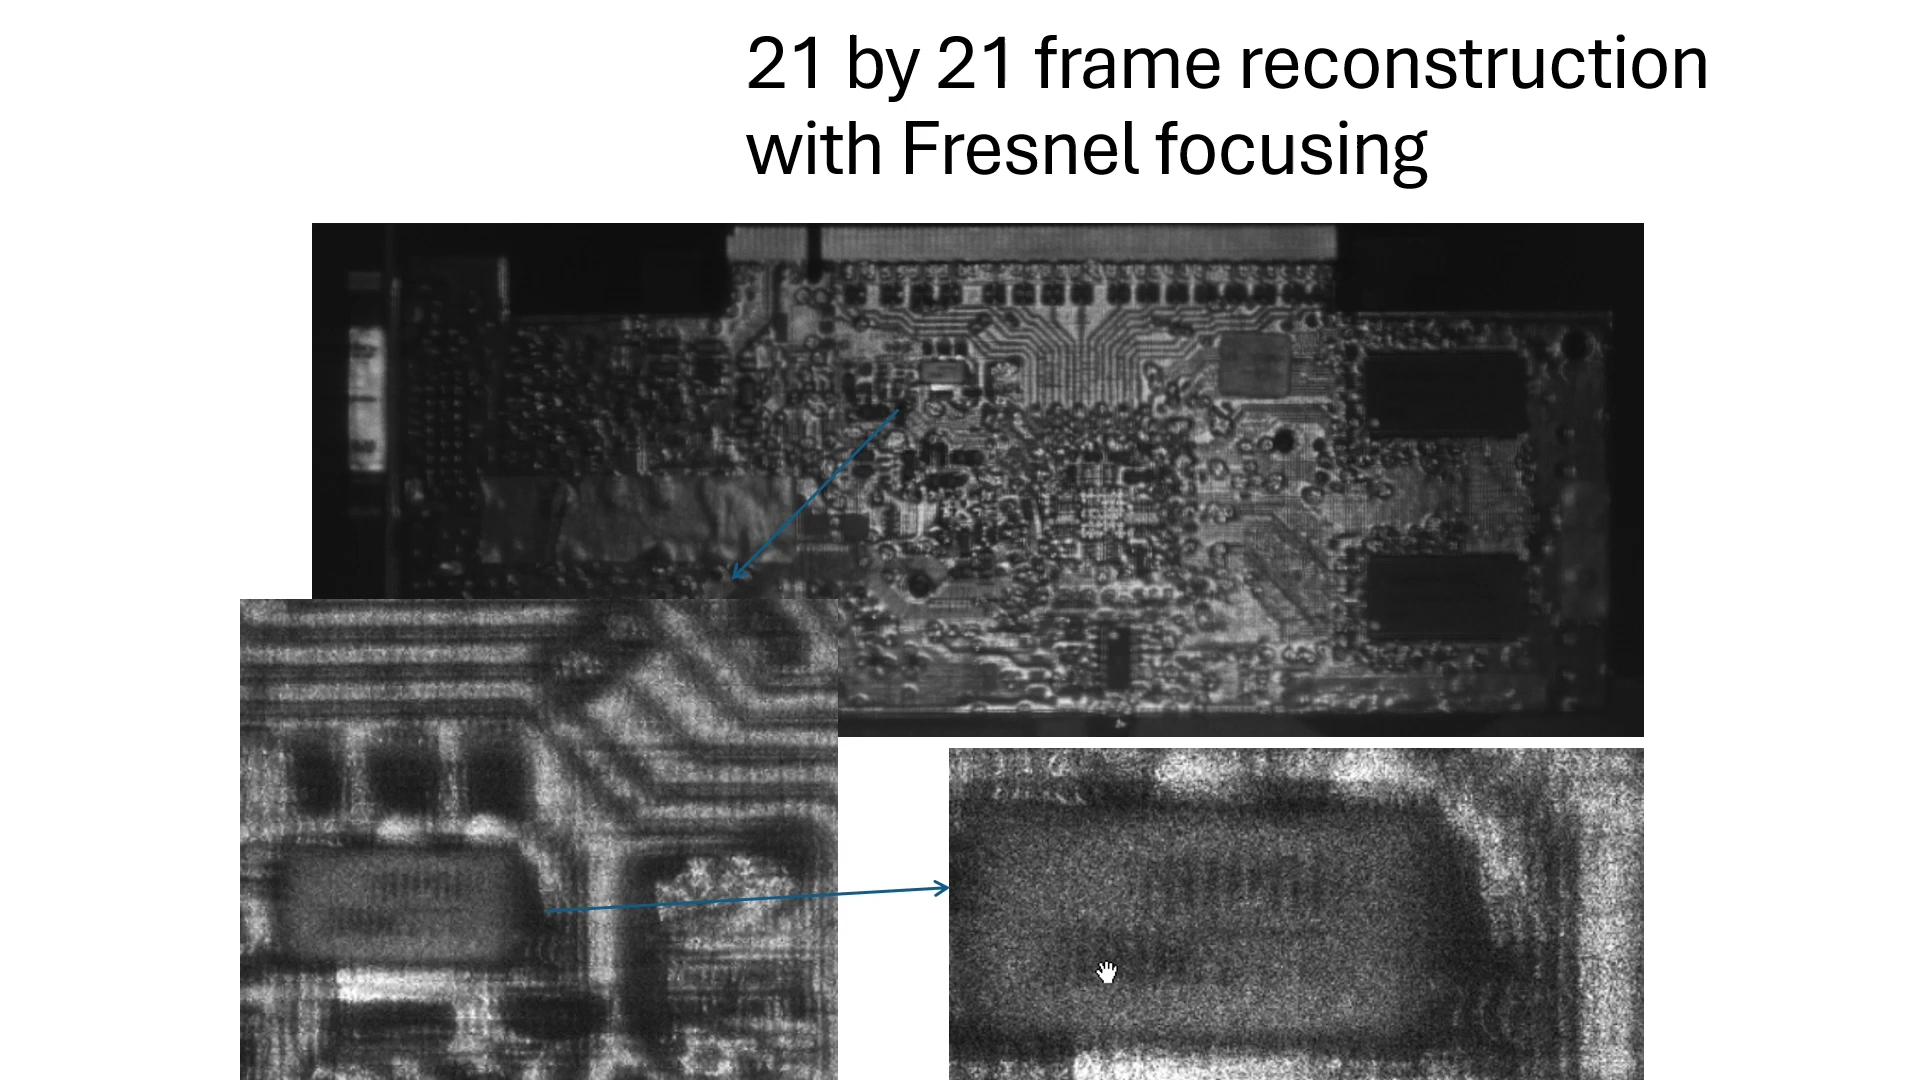 21 by 21 frame reconstruction
with Fresnel focusing